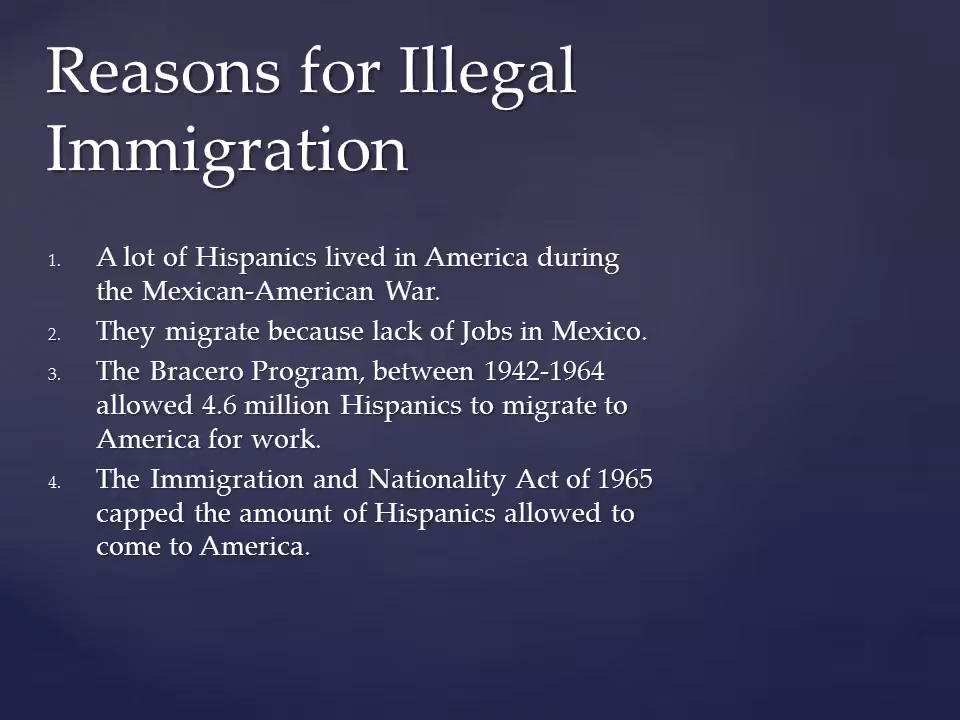 Reasons for Illegal
Immigration
1. A lot of Hispanics lived in America during
the Mexican-American War.
2. They migrate because lack of Jobs in Mexico.
3. The Bracero Program, between 1942-1964
allowed 4.6 million Hispanics to migrate to
America for work.
4. The Immigration and Nationality Act of 1965
capped the amount of Hispanics allowed to
come to America.